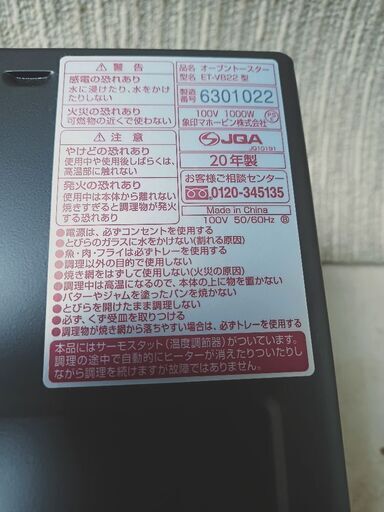 ⚠ 警告
感電の恐れあり
水に浸けたり、水をかけ
たりしない
火災の恐れあり
可燃物の近くで使わない
⚠ 注意
やけどの恐れあり
使用中や使用後しばらくは、
高温部に触れない
発火の恐れあり
使用中は本体から離れない
焼きすぎると調理物が発火
する恐れあり
品名 オーブントースター
型名 ET-VB22型
製造番号 6301022
100V 1000W
象印マホービン株式会社
JQA
JQ1G191
20年製
お客様ご相談センター
0120-345135
Made in China
100V 50/60Hz Ⓑ
●電源は、必ずコンセントを使用する
●とびらのガラスに水をかけない(割れる原因)
●魚・肉・フライは必ずトレーを使用する
●調理以外の目的で使用しない
●焼き網をはずして使用しない(火災の原因)
●調理中は高温になるので、本体の上に物を置かない
●バターやジャムを塗ったパンを焼かない
●とびらを開けたまま調理しない
●必ず、くず受皿を取りつける
●調理物が焼き網から落ちやすい場合は、必ずトレーを使用する
本品にはサーモスタット(温度調節器)がついています。
調理の途中で自動的にヒーターが消えたりついたりし
ながら調理を続けますが故障ではありません。